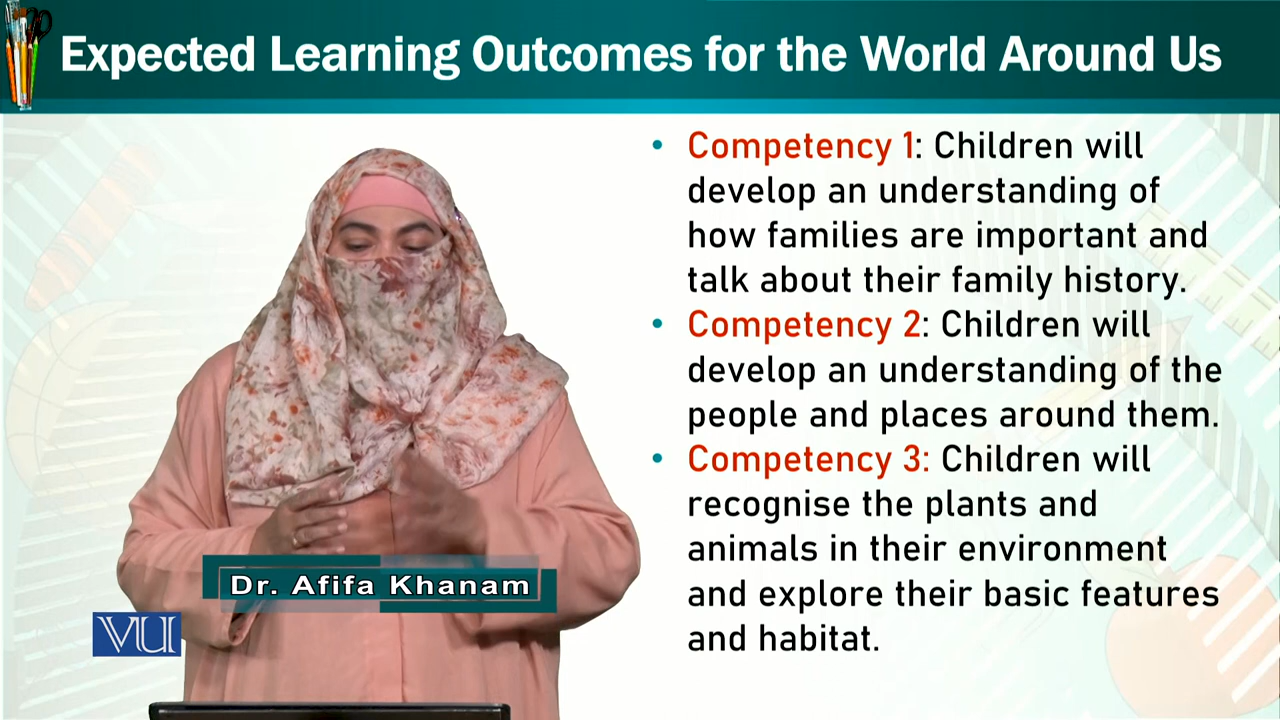 Expected Learning Outcomes for the World Around Us
• Competency 1: Children will
develop an understanding of
how families are important and
talk about their family history.
• Competency 2: Children will
develop an understanding of the
people and places around them.
• Competency 3: Children will
recognise the plants and
animals in their environment
and explore their basic features
and habitat.
Dr. Afifa Khanam
VU